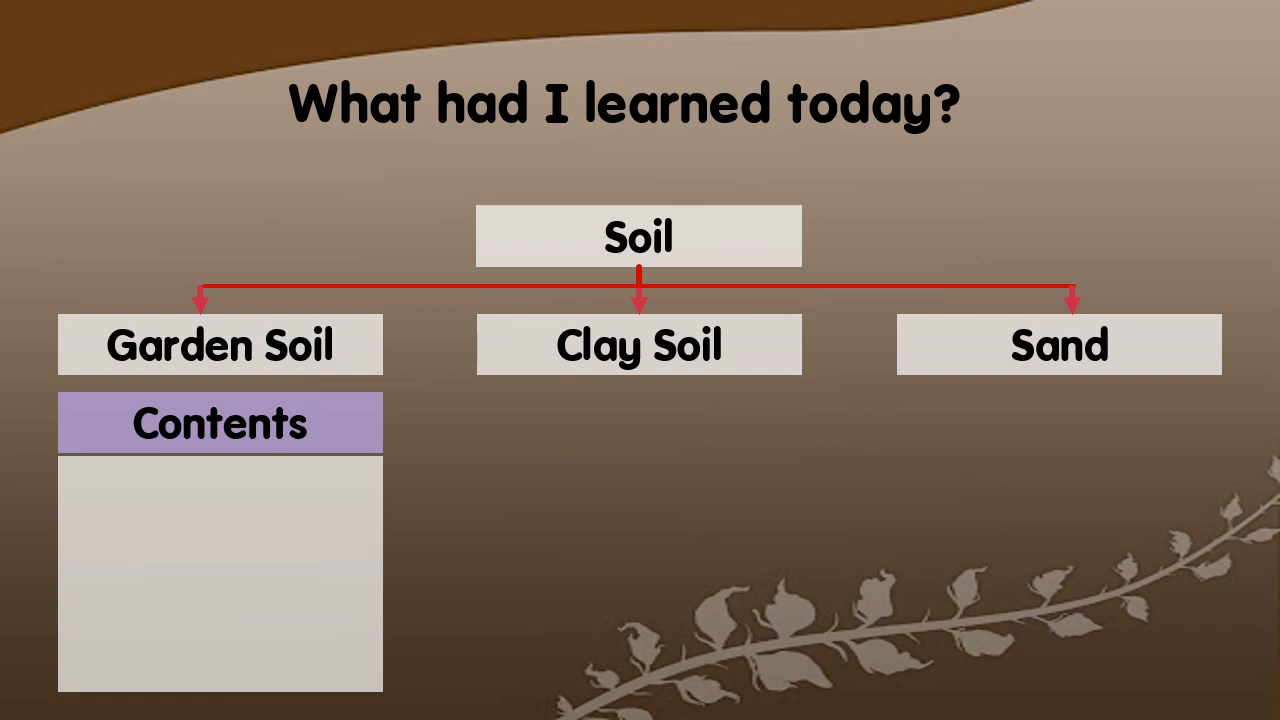 What had I learned today?
Soil
Garden Soil
Clay Soil
Sand
Contents